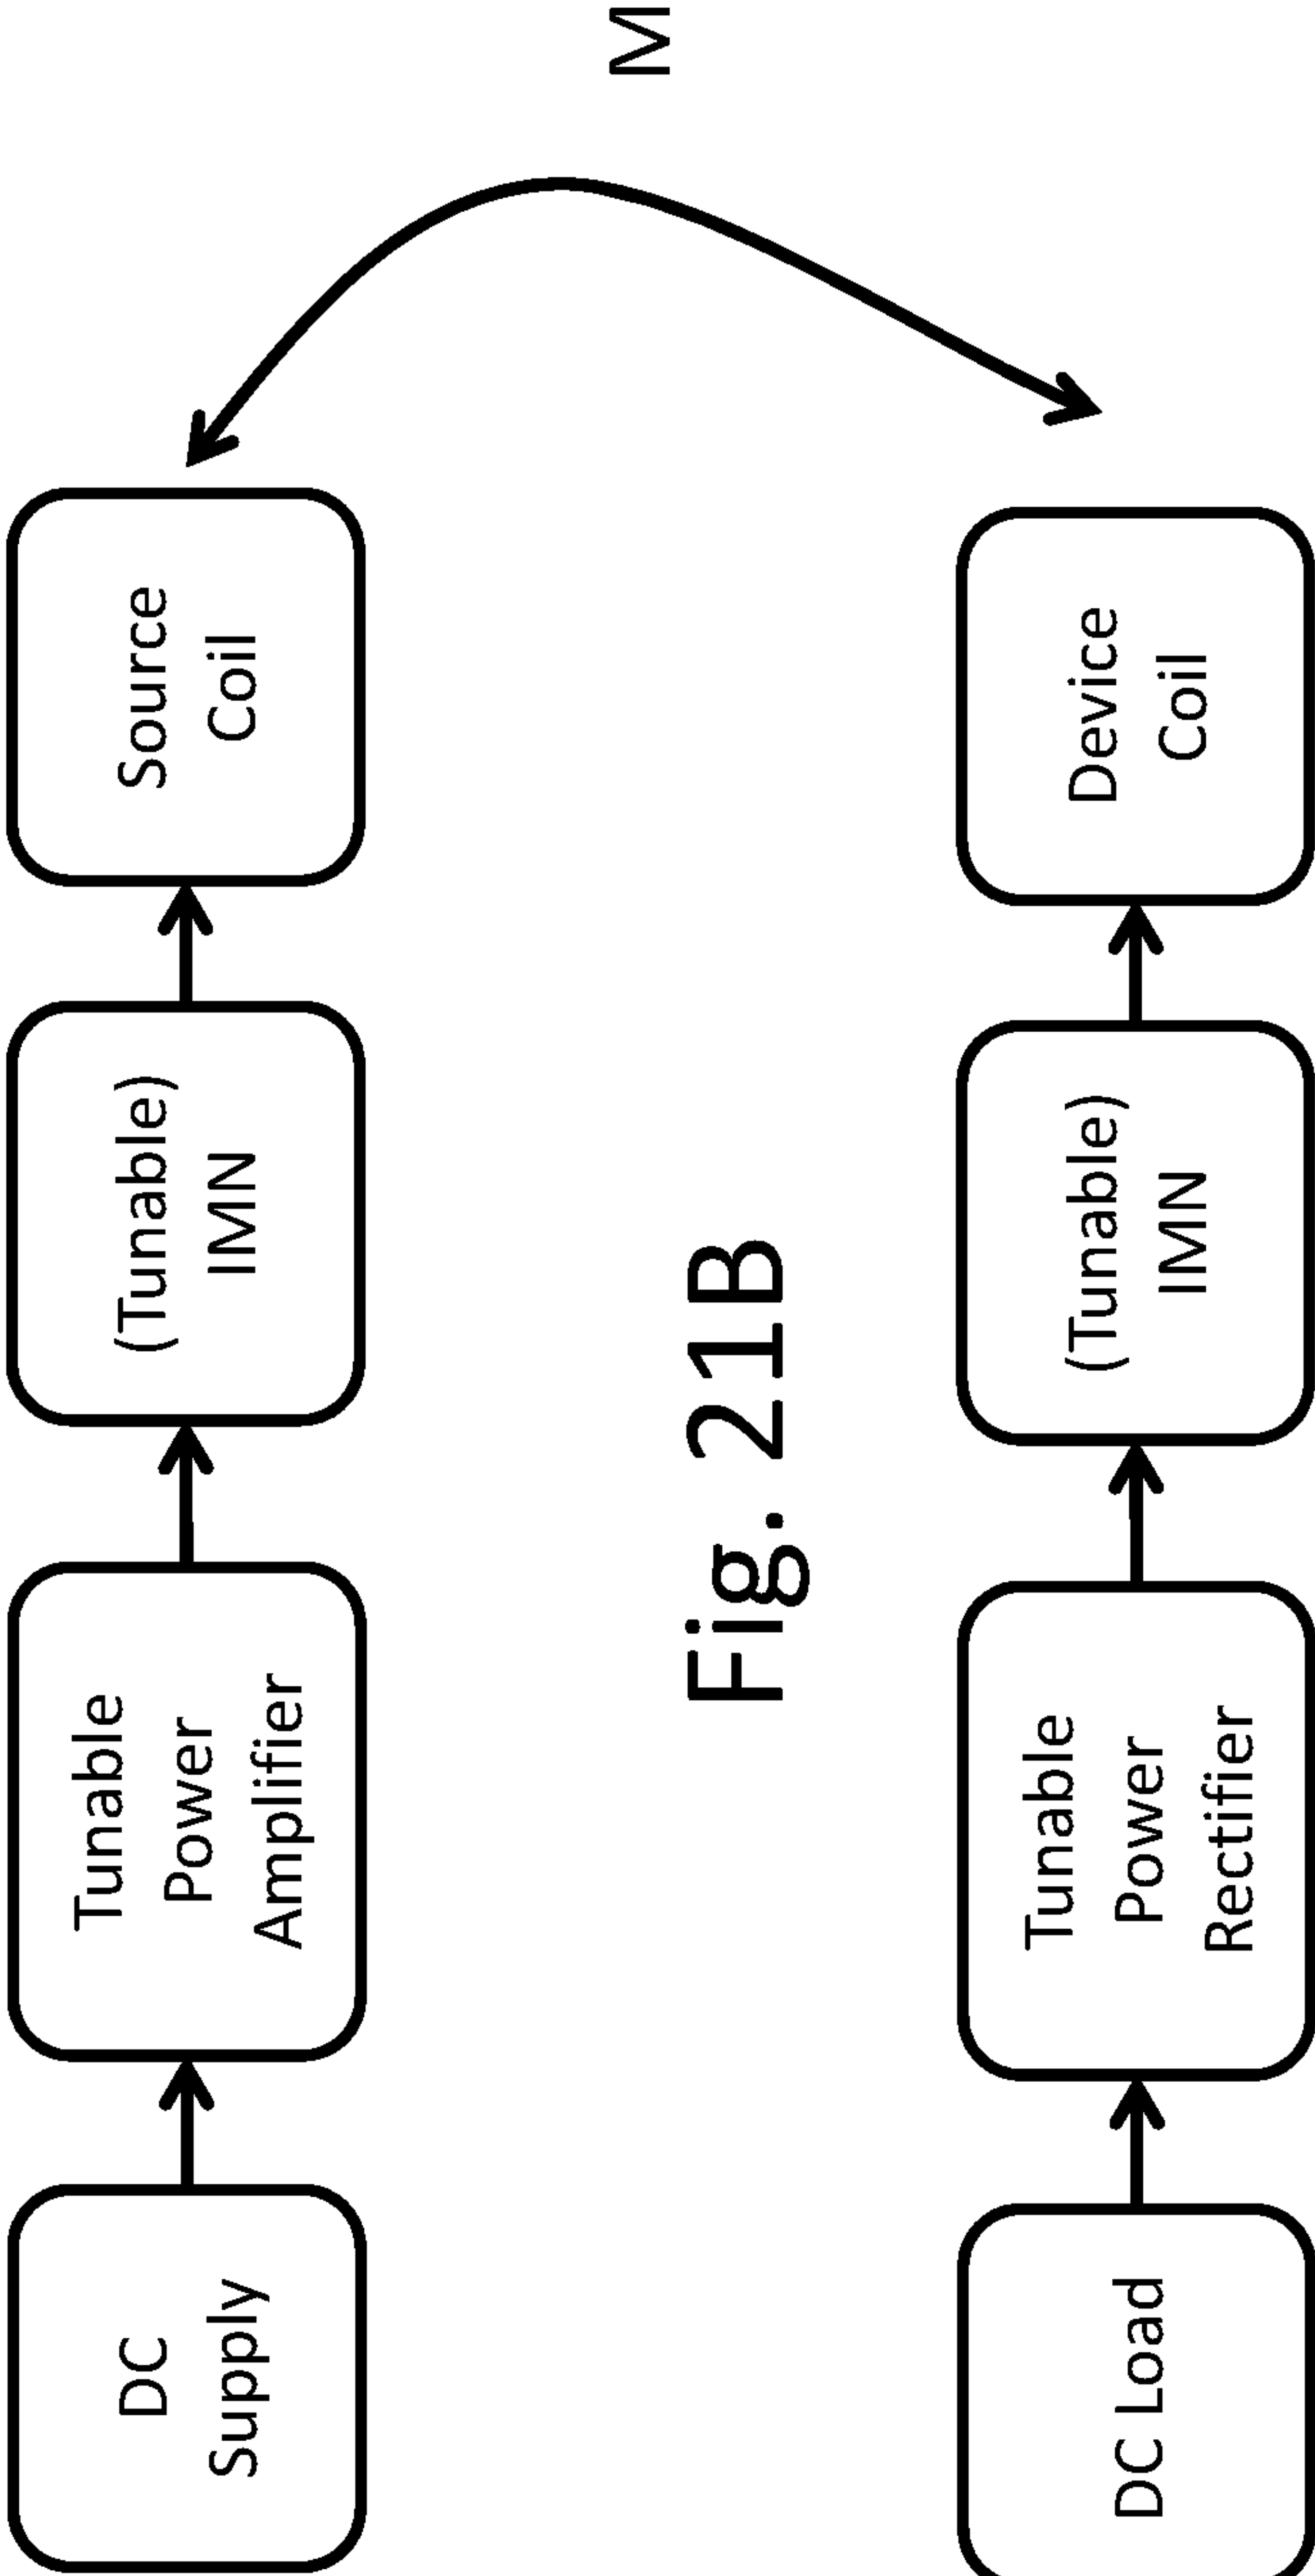 DC
Supply
Tunable
Power
Amplifier
(Tunable)
IMN
Source
Coil
M
Fig. 21B
DC Load
Tunable
Power
Rectifier
(Tunable)
IMN
Device
Coil